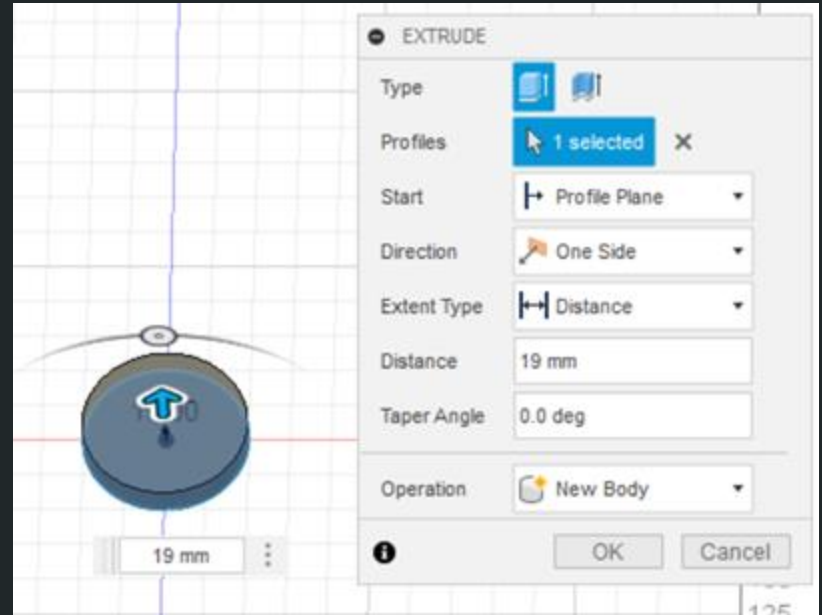 EXTRUDE
Type
Profiles 1 selected
Start Profile Plane
Direction One Side
Extent Type Distance
Distance 19 mm
Taper Angle 0.0 deg
Operation New Body
OK Cancel
19 mm
125